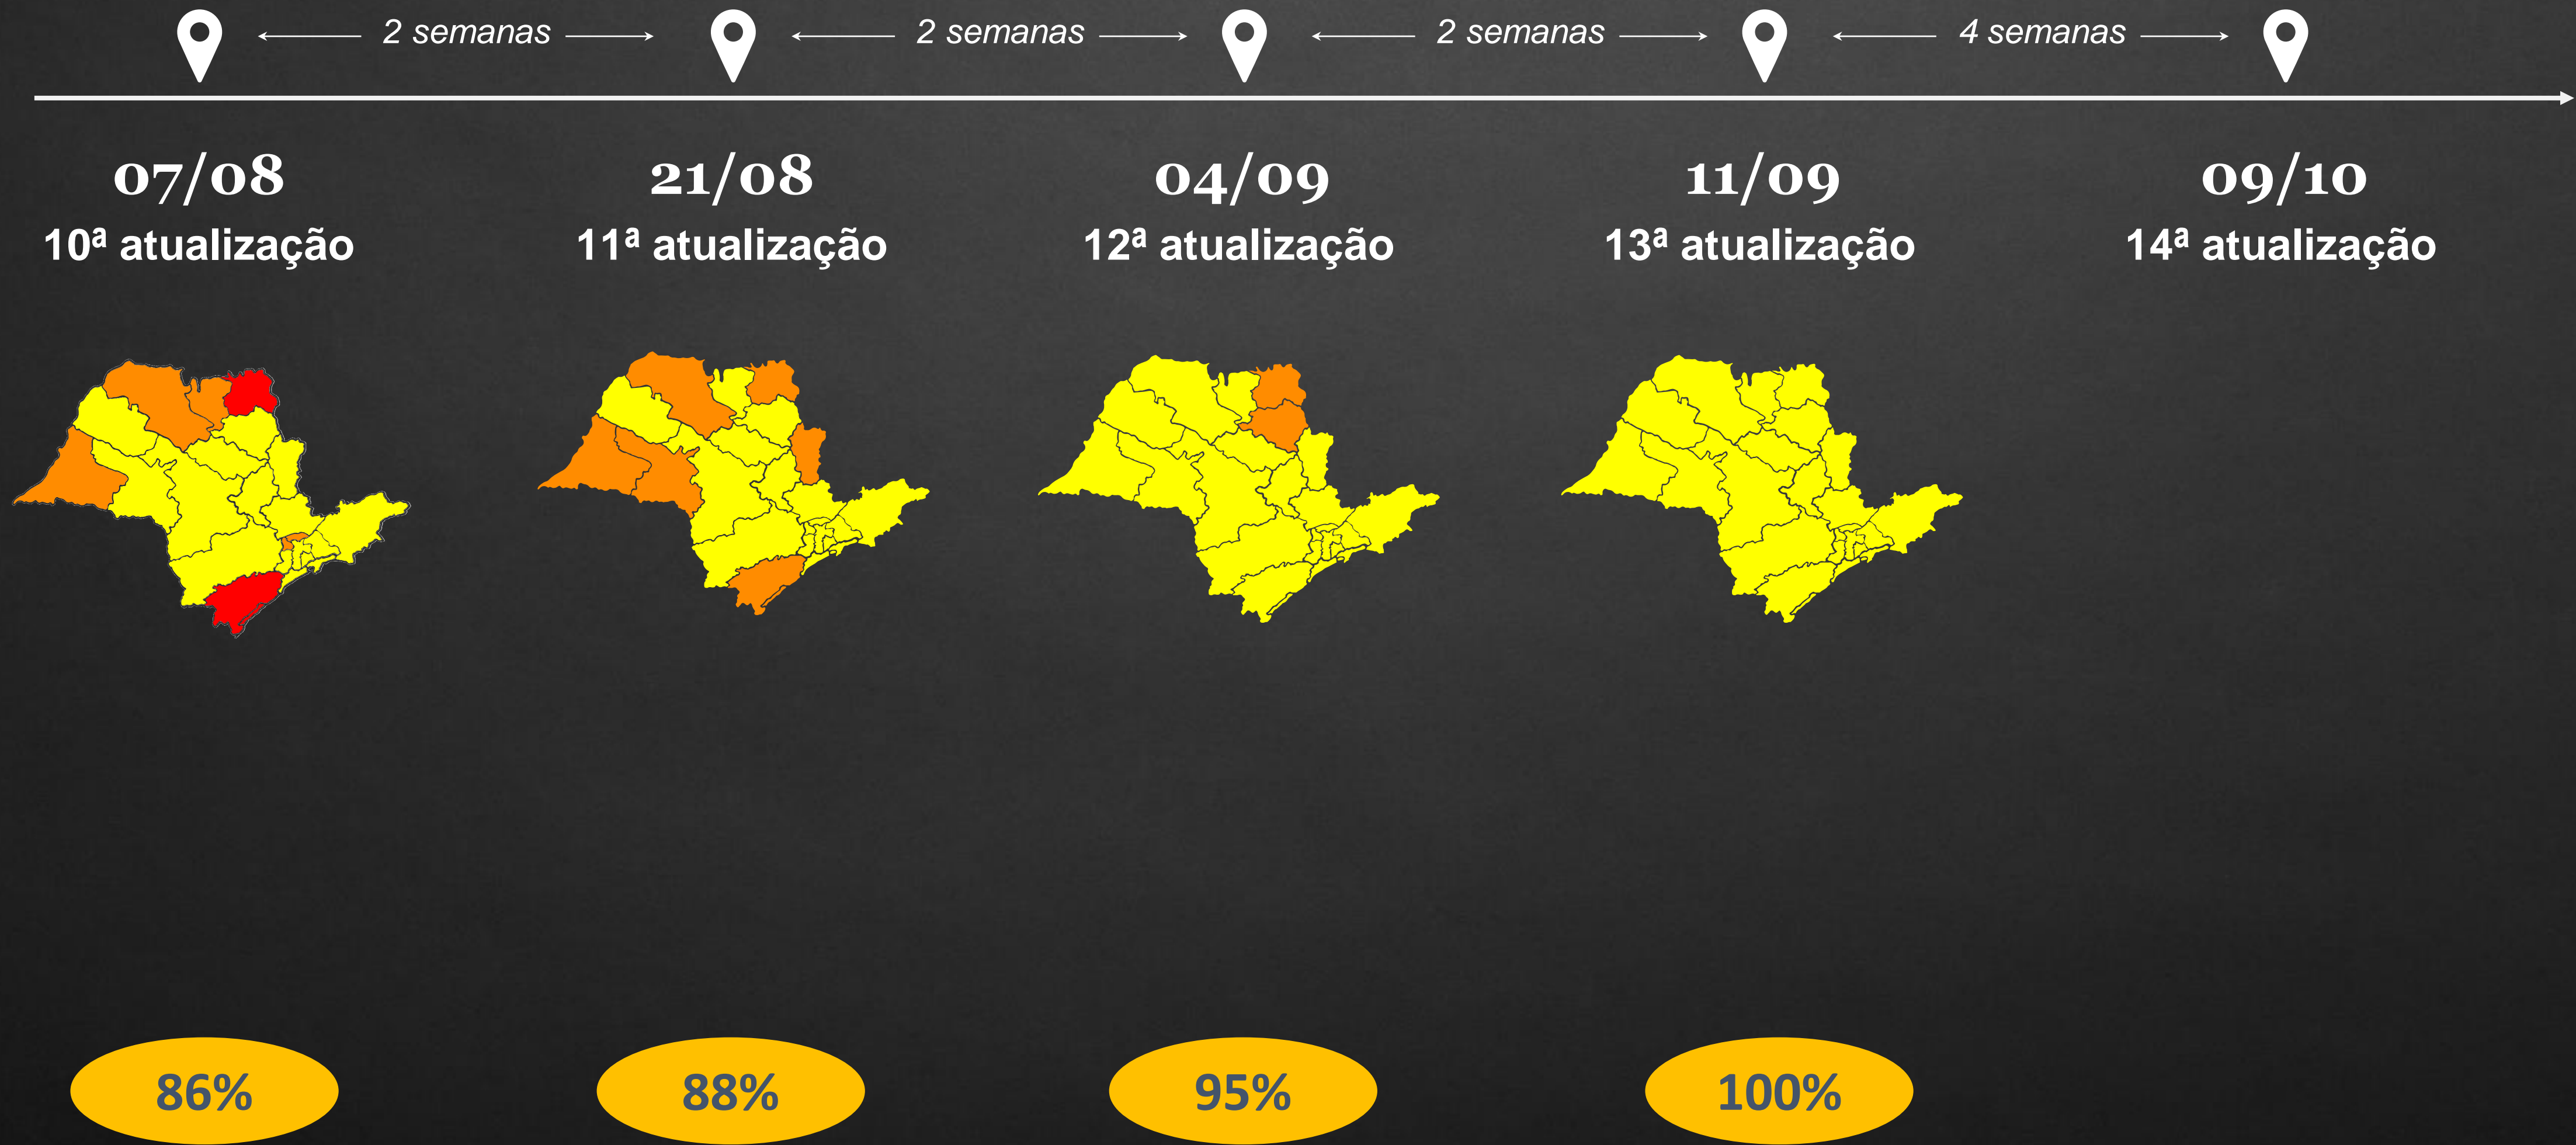 2 semanas
2 semanas
2 semanas
4 semanas
07/08
21/08
04/09
11/09
09/10
10ª atualização
11ª atualização
12ª atualização
13ª atualização
14ª atualização
86%
88%
95%
100%